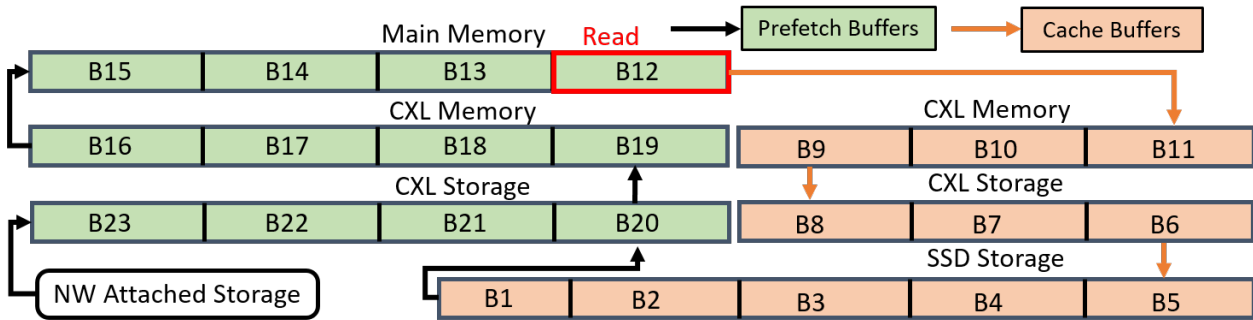 Main Memory Read Prefetch Buffers Cache Buffers
B15 B14 B13 B12
CXL Memory CXL Memory
B16 B17 B18 B19 B9 B10 B11
CXL Storage CXL Storage
B23 B22 B21 B20 B8 B7 B6
SSD Storage
NW Attached Storage B1 B2 B3 B4 B5